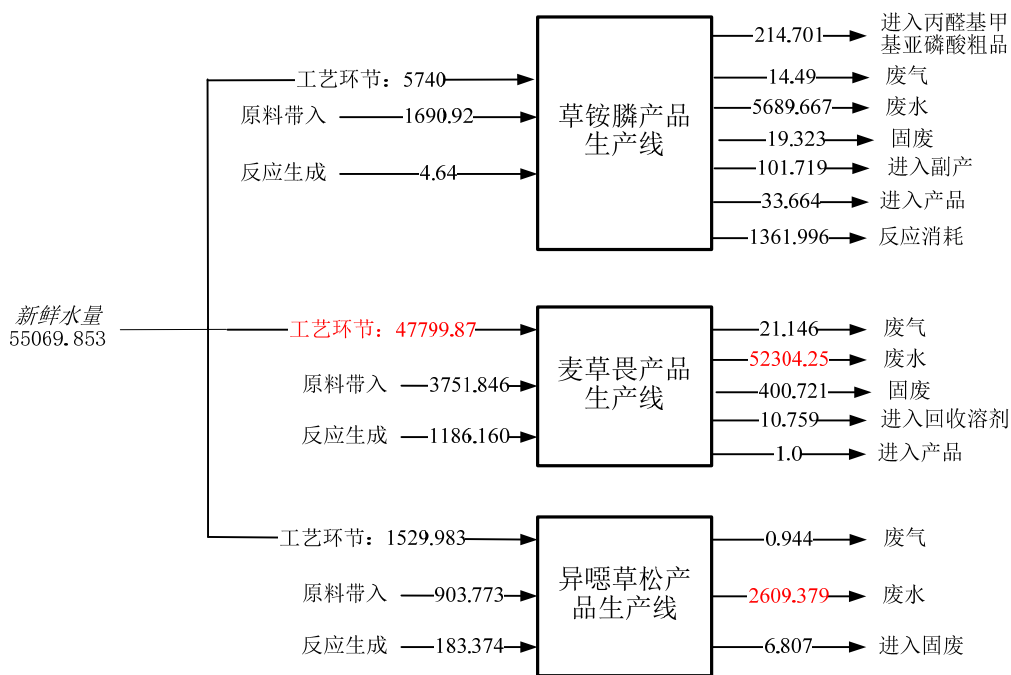 新鲜水量
55069.853
工艺环节：5740
原料带入
1690.92
反应生成
4.64
草铵膦产品
生产线
214.701
进入丙醛基甲
基亚磷酸粗品
14.49
废气
5689.667
废水
19.323
固废
101.719
进入副产
33.664
进入产品
1361.996
反应消耗
工艺环节：47799.87
原料带入
3751.846
反应生成
1186.160
麦草畏产品
生产线
21.146
废气
52304.25
废水
400.721
固废
10.759
进入回收溶剂
1.0
进入产品
工艺环节：1529.983
原料带入
903.773
反应生成
183.374
异噁草松产
品生产线
0.944
废气
2609.379
废水
6.807
进入固废